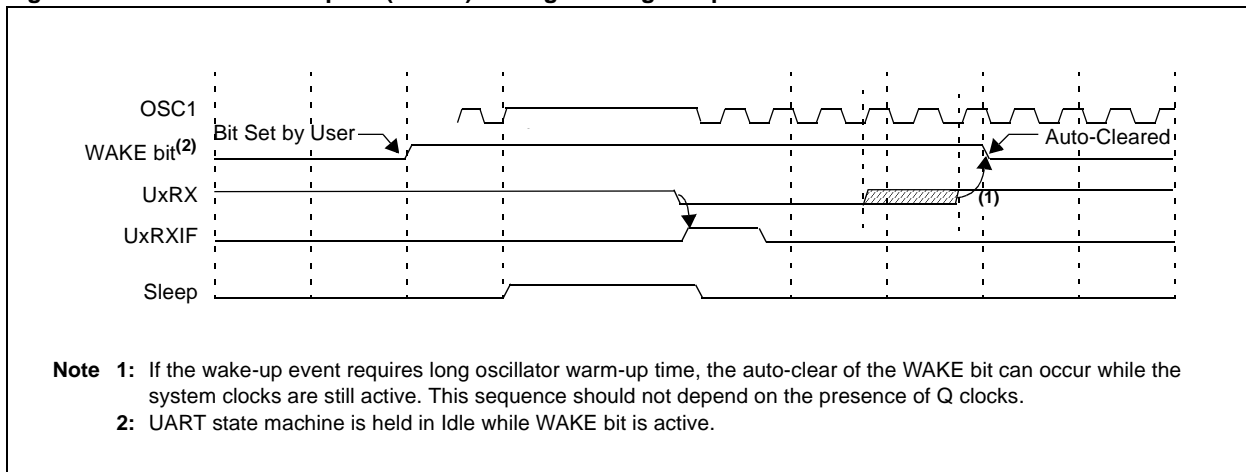 OSC1
Bit Set by User
Auto-Cleared
WAKE bit(2)
UxRX
(1)
UxRXIF
Sleep
Note 1: If the wake-up event requires long oscillator warm-up time, the auto-clear of the WAKE bit can occur while the
system clocks are still active. This sequence should not depend on the presence of Q clocks.
2: UART state machine is held in Idle while WAKE bit is active.